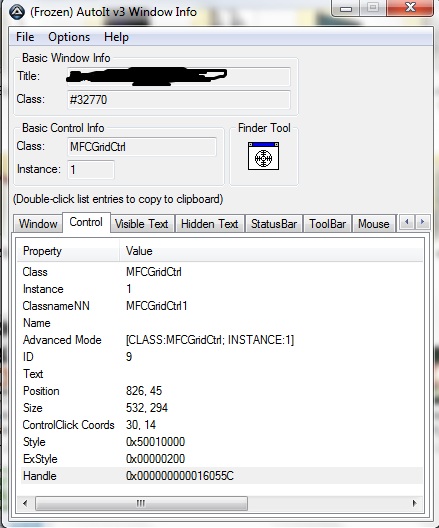 (Frozen) AutoIt v3 Window Info
File Options Help
Basic Window Info
Title:
Class: #32770
Basic Control Info
Finder Tool
Class: MFCGridCtrl
Instance: 1
(Double-click list entries to copy to clipboard)
Window Control Visible Text Hidden Text StatusBar ToolBar Mouse
Property Value
Class MFCGridCtrl
Instance 1
ClassnameNN MFCGridCtrl1
Name
Advanced Mode [CLASS:MFCGridCtrl; INSTANCE:1]
ID 9
Text
Position 826, 45
Size 532, 294
ControlClick Coords 30, 14
Style 0x50010000
ExStyle 0x00000200
Handle 0x000000000016055C